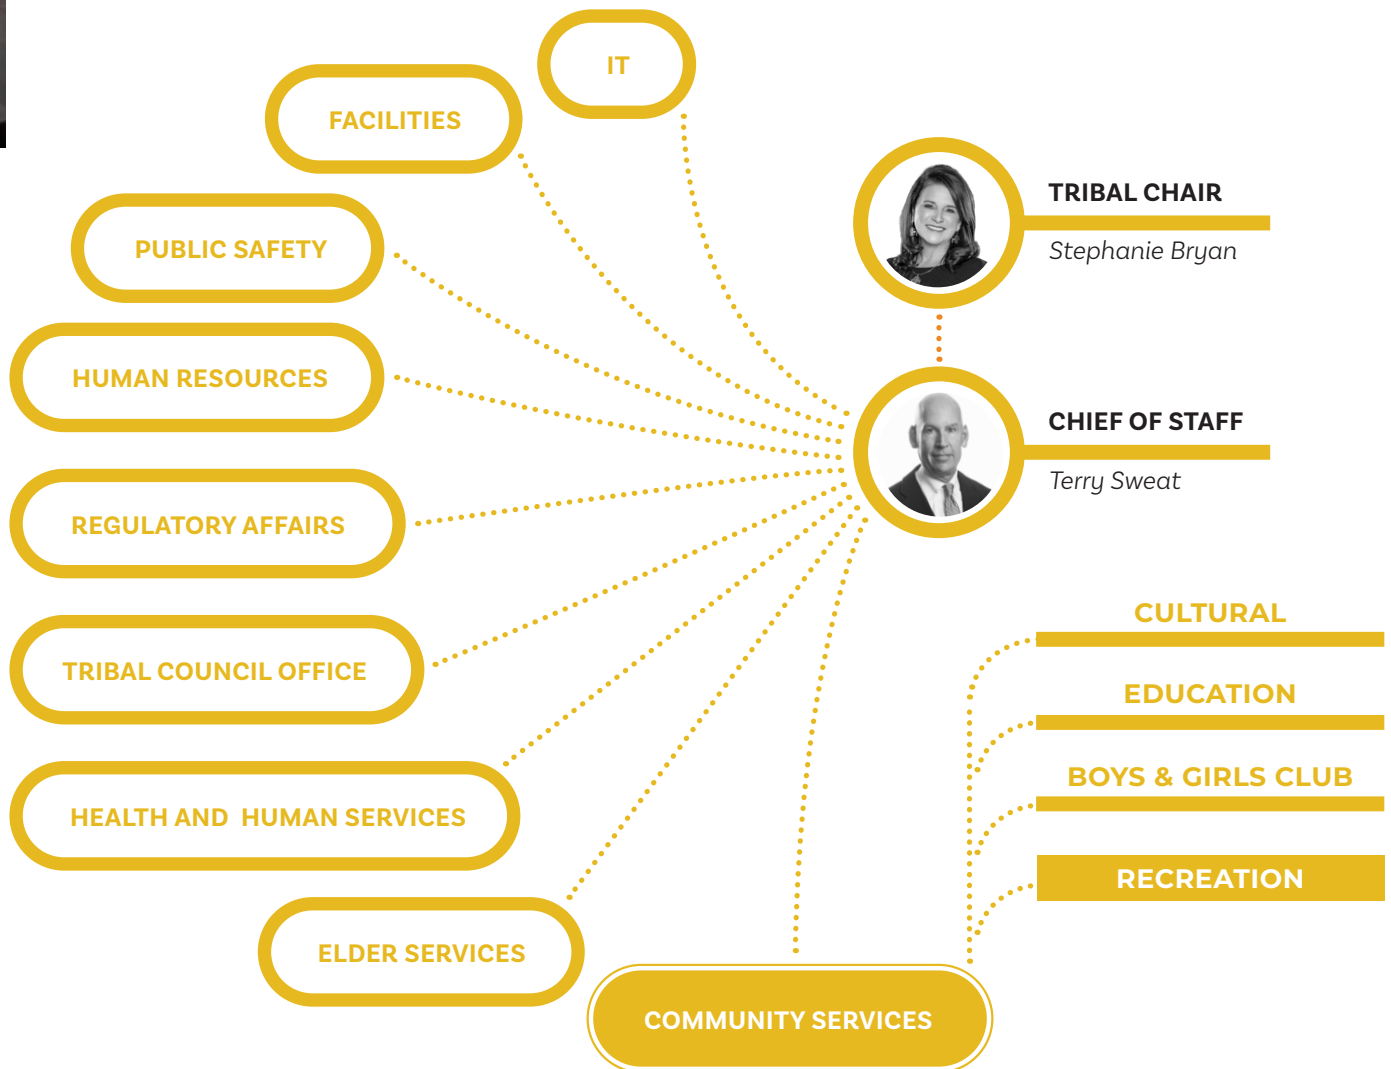 IT
FACILITIES
PUBLIC SAFETY
HUMAN RESOURCES
REGULATORY AFFAIRS
TRIBAL COUNCIL OFFICE
HEALTH AND  HUMAN SERVICES
ELDER SERVICES
COMMUNITY SERVICES
TRIBAL CHAIR
Stephanie Bryan
CHIEF OF STAFF
Terry Sweat
CULTURAL
EDUCATION
BOYS & GIRLS CLUB
RECREATION